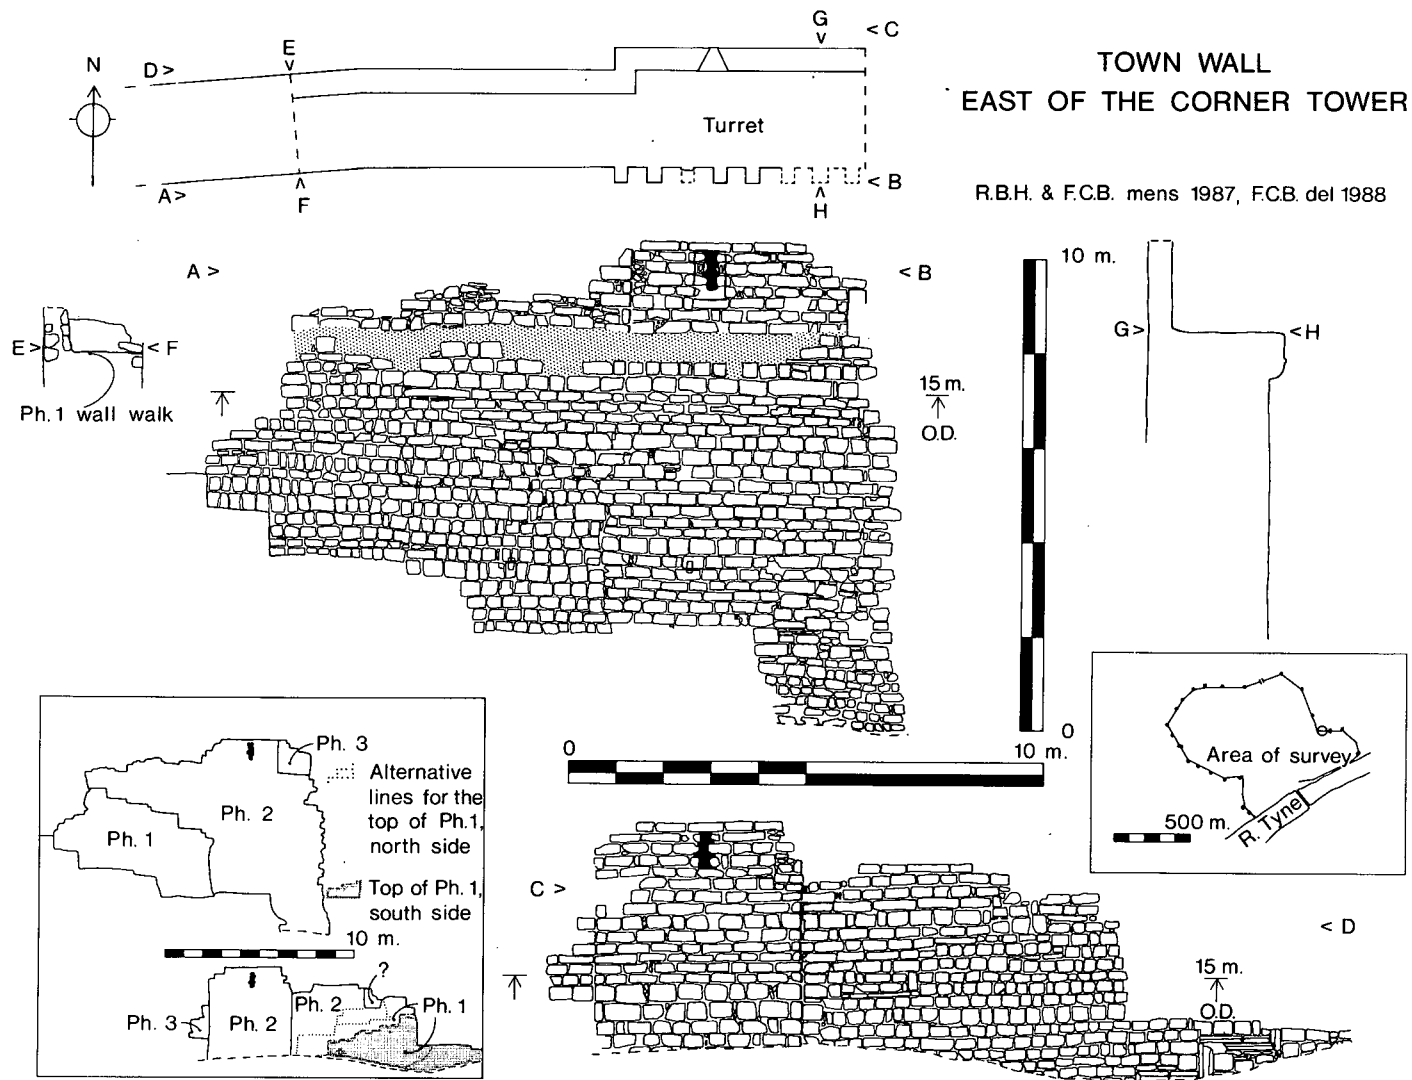 TOWN WALL
EAST OF THE CORNER TOWER
R.B.H. & F.C.B. mens 1987, F.C.B. del 1988
N
D >
E
G
< C
Turret
A >
F
H
< B
A >
< B
10 m.
0
15 m.
O.D.
E >
< F
Ph. 1 wall walk
G >
< H
0
10 m.
Area of survey
500 m.
R. Tyne
Ph. 3
Ph. 2
Ph. 1
Alternative
lines for the
top of Ph. 1,
north side
Top of Ph. 1,
south side
10 m.
?
Ph. 2
Ph. 1
Ph. 3
Ph. 2
C >
< D
15 m.
O.D.